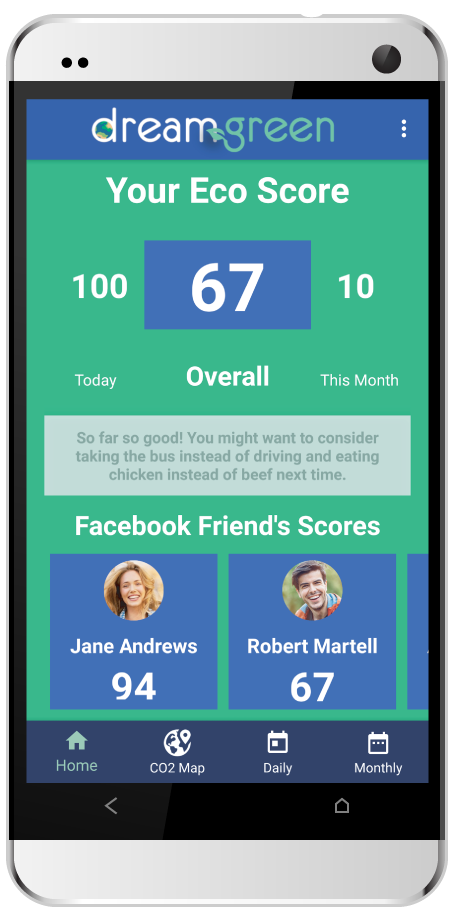 dreamgreen
Your Eco Score
100 67 10
Today Overall This Month
So far so good! You might want to consider
taking the bus instead of driving and eating
chicken instead of beef next time.
Facebook Friend's Scores
Jane Andrews Robert Martell
94 67
Home CO2 Map Daily Monthly